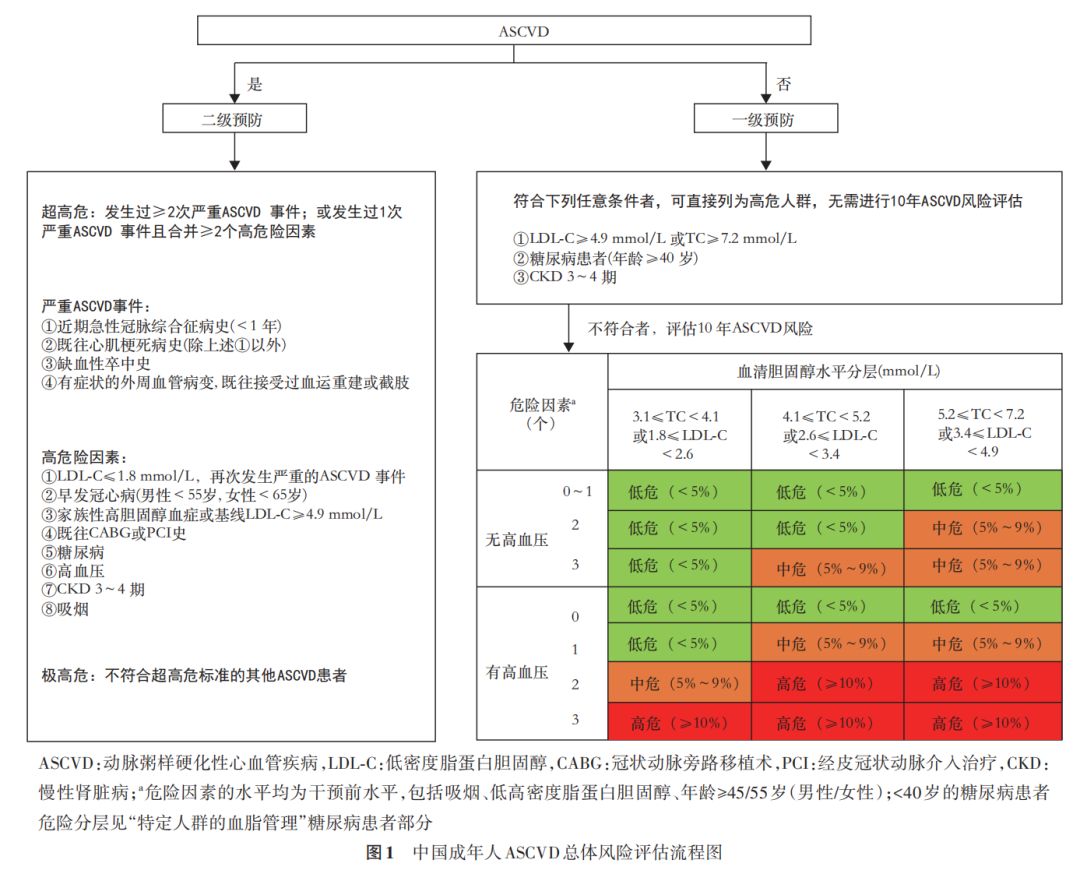 ASCVD
是
否
二级预防
一级预防
超高危：发生过≥2次严重ASCVD 事件；或发生过1次
严重ASCVD 事件且合并≥2个高危险因素
严重ASCVD事件：
①近期急性冠脉综合征病史(<1 年)
②既往心肌梗死病史(除上述①以外)
③缺血性卒中史
④有症状的外周血管病变,既往接受过血运重建或截肢
高危险因素：
①LDL-C≤1.8 mmol/L，再次发生严重的ASCVD 事件
②早发冠心病(男性<55岁,女性<65岁)
③家族性高胆固醇血症或基线LDL-C≥4.9 mmol/L
④既往CABG或PCI史
⑤糖尿病
⑥高血压
⑦CKD 3~4 期
⑧吸烟
极高危：不符合超高危标准的其他ASCVD患者
符合下列任意条件者，可直接列为高危人群，无需进行10年ASCVD风险评估
①LDL-C≥4.9 mmol/L 或TC≥7.2 mmol/L
②糖尿病患者(年龄≥40 岁)
③CKD 3~4 期
不符合者，评估10 年ASCVD风险
危险因素a
（个）
血清胆固醇水平分层(mmol/L)
3.1≤TC<4.1
或1.8≤LDL-C
<2.6
4.1≤TC<5.2
或2.6≤LDL-C
<3.4
5.2≤TC<7.2
或3.4≤LDL-C
<4.9
无高血压
0~1 低危（<5%） 低危（<5%） 低危（<5%）
2 低危（<5%） 低危（<5%） 中危（5%~9%）
3 低危（<5%） 中危（5%~9%） 中危（5%~9%）
有高血压
0 低危（<5%） 低危（<5%） 低危（<5%）
1 低危（<5%） 中危（5%~9%） 中危（5%~9%）
2 中危（5%~9%） 高危（≥10%） 高危（≥10%）
3 高危（≥10%） 高危（≥10%） 高危（≥10%）
ASCVD：动脉粥样硬化性心血管疾病，LDL-C：低密度脂蛋白胆固醇，CABG：冠状动脉旁路移植术，PCI：经皮冠状动脉介入治疗，CKD：
慢性肾脏病；a危险因素的水平均为干预前水平，包括吸烟、低高密度脂蛋白胆固醇、年龄≥45/55岁（男性/女性）；<40岁的糖尿病患者
危险分层见“特定人群的血脂管理”糖尿病患者部分
图1 中国成年人ASCVD总体风险评估流程图